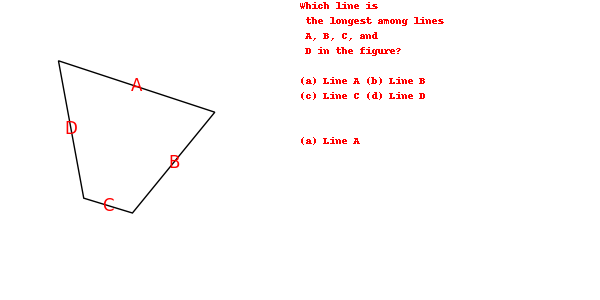 Which line is
the longest among lines
A, B, C, and
D in the figure?
(a) Line A (b) Line B
(c) Line C (d) Line D
(a) Line A
A
D
B
C